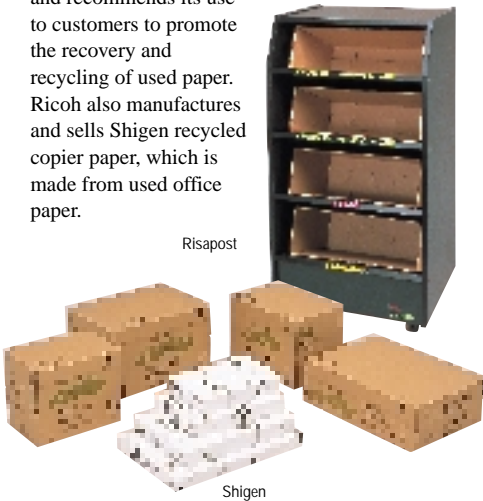 and recommends its use
to customers to promote
the recovery and
recycling of used paper.
Ricoh also manufactures
and sells Shigen recycled
copier paper, which is
made from used office
paper.
Risapost
Shigen